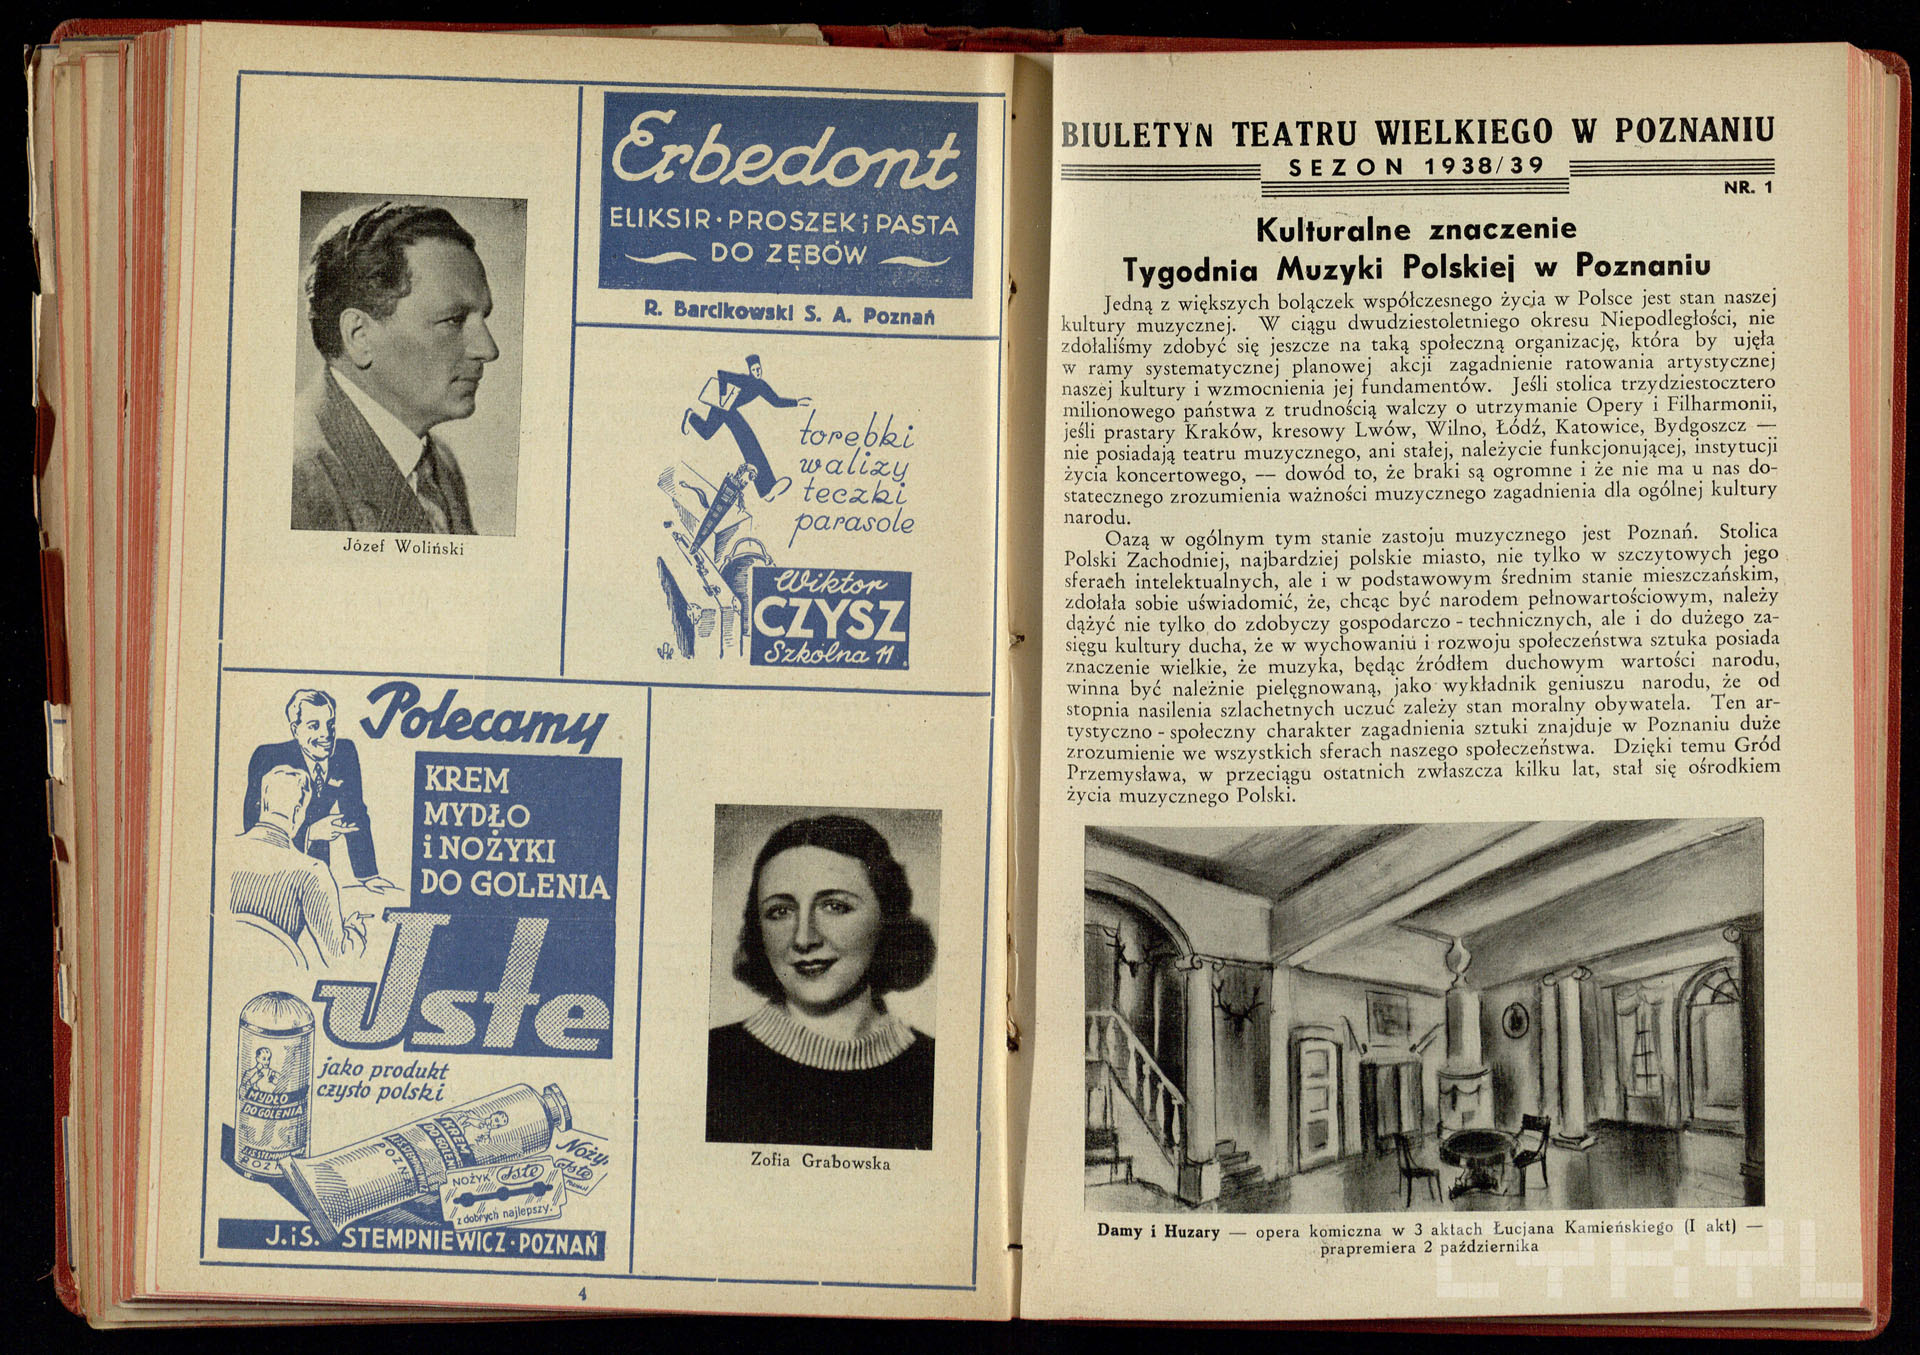 Józef Woliński
Erbedont
ELIKSIR · PROSZEK i PASTA
DO ZĘBÓW
R. Barcikowski S. A. Poznań
torebki
walizy
teczki
parasole
Wiktor
CZYSZ
Szkolna 11
Polecamy
KREM
MYDŁO
i NOŻYKI
DO GOLENIA
Iste
jako produkt
czysto polski
MYDŁO
DO GOLENIA
KREM
DO GOLENIA
NOŻYK Iste
z dobrych najlepszy.
Nożyk
Iste
J. i S. STEMPNIEWICZ · POZNAŃ
Zofia Grabowska
4
BIULETYN TEATRU WIELKIEGO W POZNANIU
SEZON 1938/39
NR. 1
Kulturalne znaczenie
Tygodnia Muzyki Polskiej w Poznaniu
Jedną z większych bolączek współczesnego życia w Polsce jest stan naszej
kultury muzycznej. W ciągu dwudziestoletniego okresu Niepodległości, nie
zdołaliśmy zdobyć się jeszcze na taką społeczną organizację, która by ujęła
w ramy systematycznej planowej akcji zagadnienie ratowania artystycznej
naszej kultury i wzmocnienia jej fundamentów. Jeśli stolica trzydziestocztero
milionowego państwa z trudnością walczy o utrzymanie Opery i Filharmonii,
jeśli prastary Kraków, kresowy Lwów, Wilno, Łódź, Katowice, Bydgoszcz —
nie posiadają teatru muzycznego, ani stałej, należycie funkcjonującej, instytucji
życia koncertowego, — dowód to, że braki są ogromne i że nie ma u nas do-
statecznego zrozumienia ważności muzycznego zagadnienia dla ogólnej kultury
narodu.
Oazą w ogólnym tym stanie zastoju muzycznego jest Poznań. Stolica
Polski Zachodniej, najbardziej polskie miasto, nie tylko w szczytowych jego
sferach intelektualnych, ale i w podstawowym średnim stanie mieszczańskim,
zdołała sobie uświadomić, że, chcąc być narodem pełnowartościowym, należy
dążyć nie tylko do zdobyczy gospodarczo - technicznych, ale i do dużego za-
sięgu kultury ducha, że w wychowaniu i rozwoju społeczeństwa sztuka posiada
znaczenie wielkie, że muzyka, będąc źródłem duchowym wartości narodu,
winna być należnie pielęgnowaną, jako wykładnik geniuszu narodu, że od
stopnia nasilenia szlachetnych uczuć zależy stan moralny obywatela. Ten ar-
tystyczno - społeczny charakter zagadnienia sztuki znajduje w Poznaniu duże
zrozumienie we wszystkich sferach naszego społeczeństwa. Dzięki temu Gród
Przemysława, w przeciągu ostatnich zwłaszcza kilku lat, stał się ośrodkiem
życia muzycznego Polski.
Damy i Huzary — opera komiczna w 3 aktach Łucjana Kamieńskiego (I akt) —
prapremiera 2 października
CYRYL